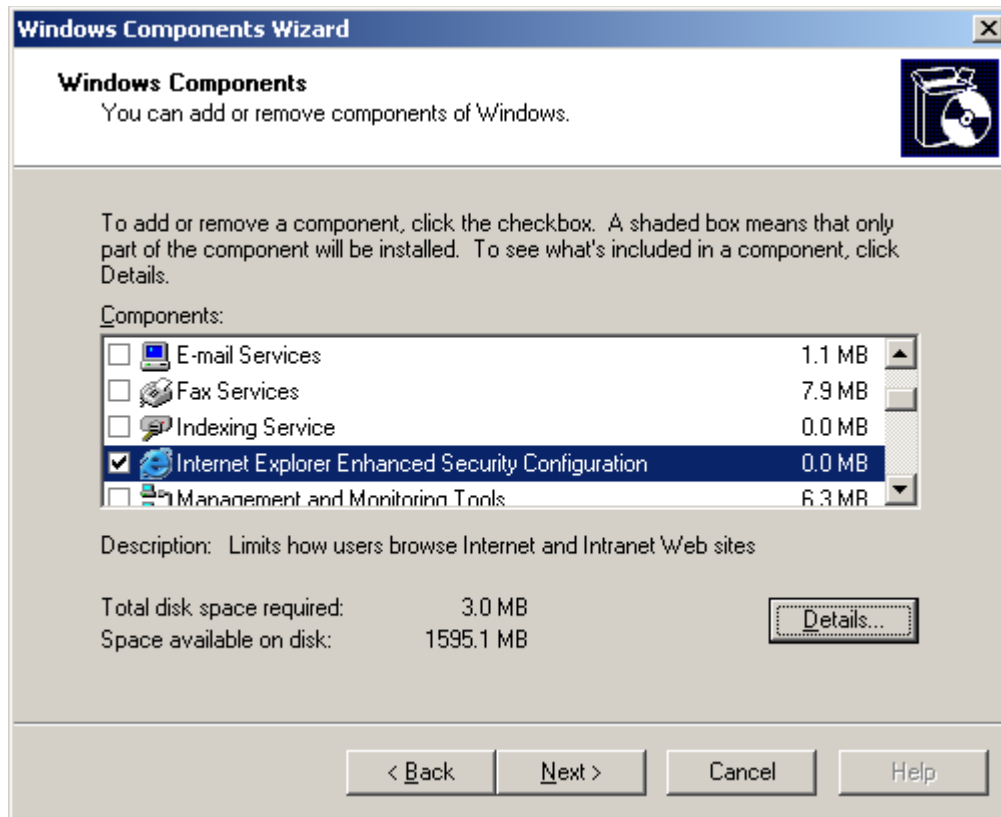 Windows Components Wizard
Windows Components
You can add or remove components of Windows.
To add or remove a component, click the checkbox. A shaded box means that only
part of the component will be installed. To see what's included in a component, click
Details.
Components:
E-mail Services 1.1 MB
Fax Services 7.9 MB
Indexing Service 0.0 MB
Internet Explorer Enhanced Security Configuration 0.0 MB
Management and Monitoring Tools 6.3 MB
Description: Limits how users browse Internet and Intranet Web sites
Total disk space required: 3.0 MB
Space available on disk: 1595.1 MB
Details...
< Back Next > Cancel Help